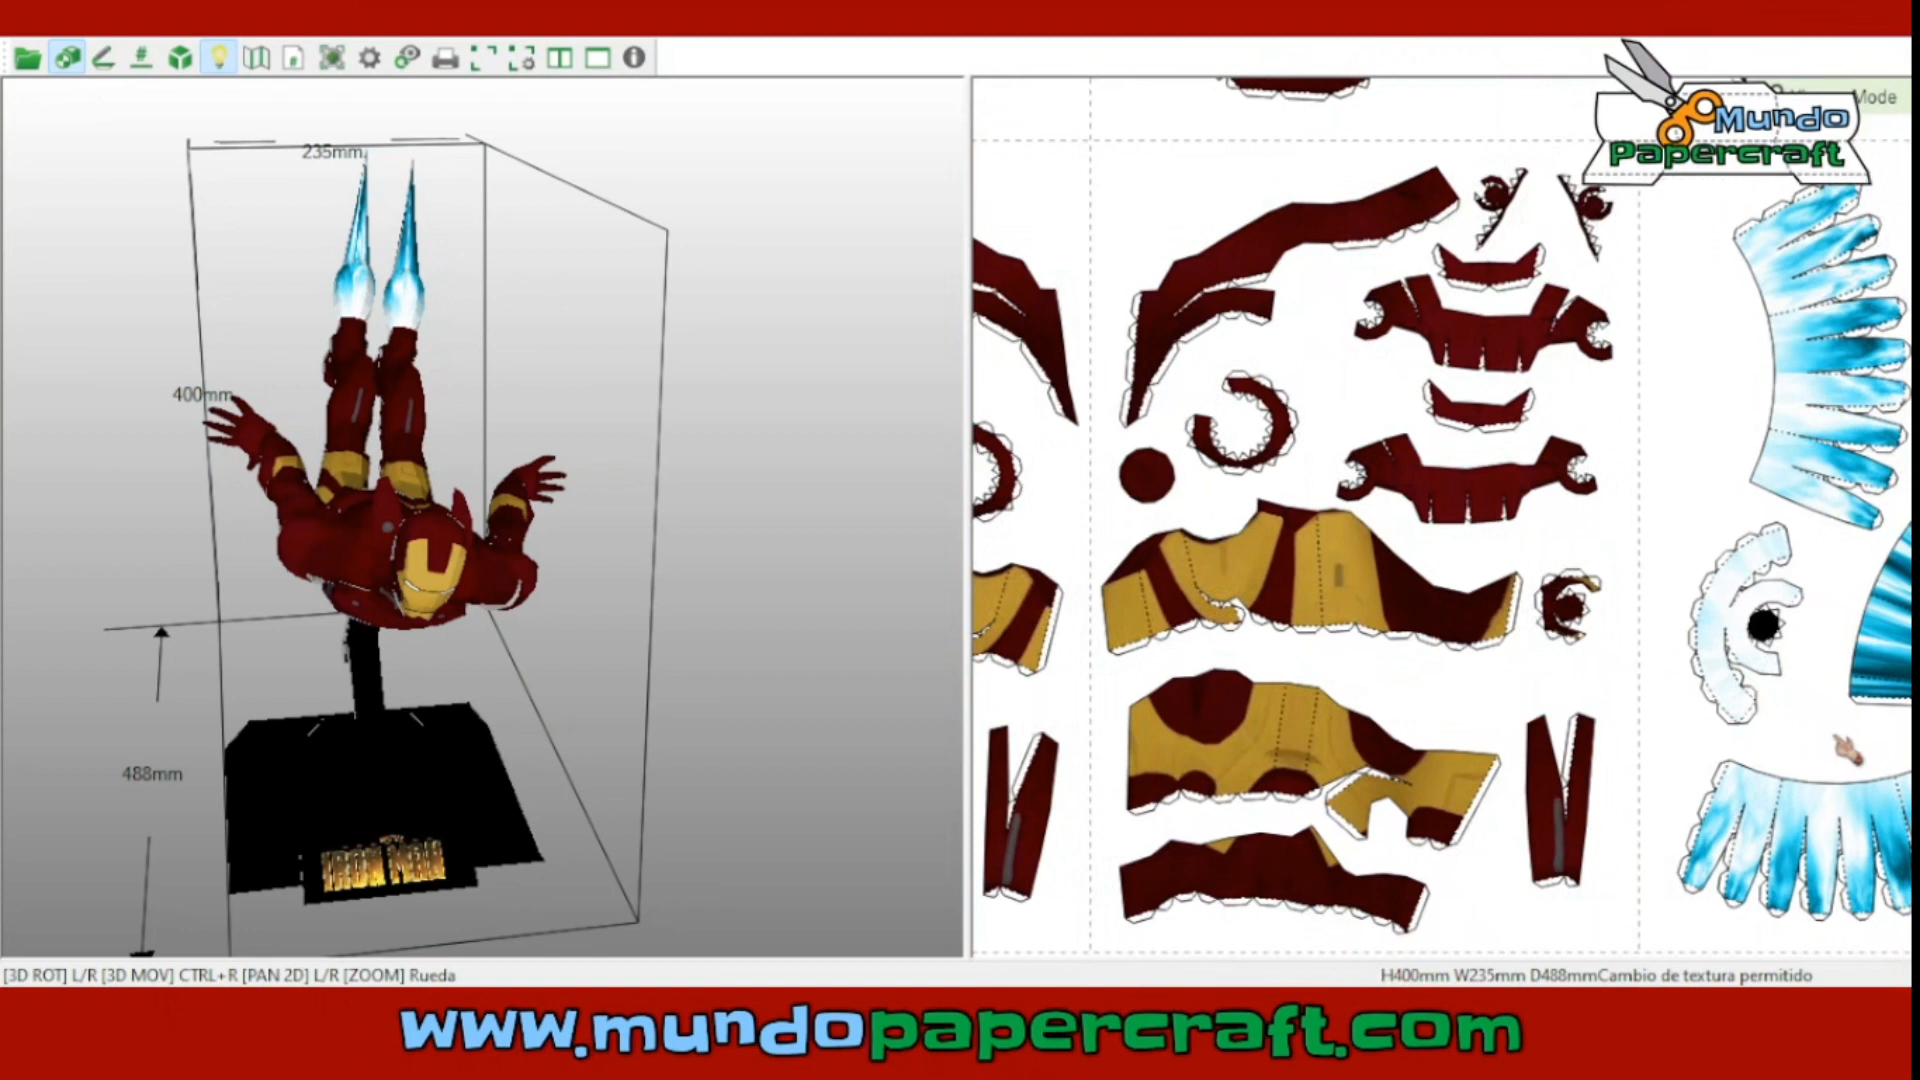 Mode
Mundo
Papercraft
235mm
400mm
488mm
IRON MAN
[3D ROT] L/R [3D MOV] CTRL+R [PAN 2D] L/R [ZOOM] Rueda
H400mm W235mm D488mmCambio de textura permitido
www.mundopapercraft.com